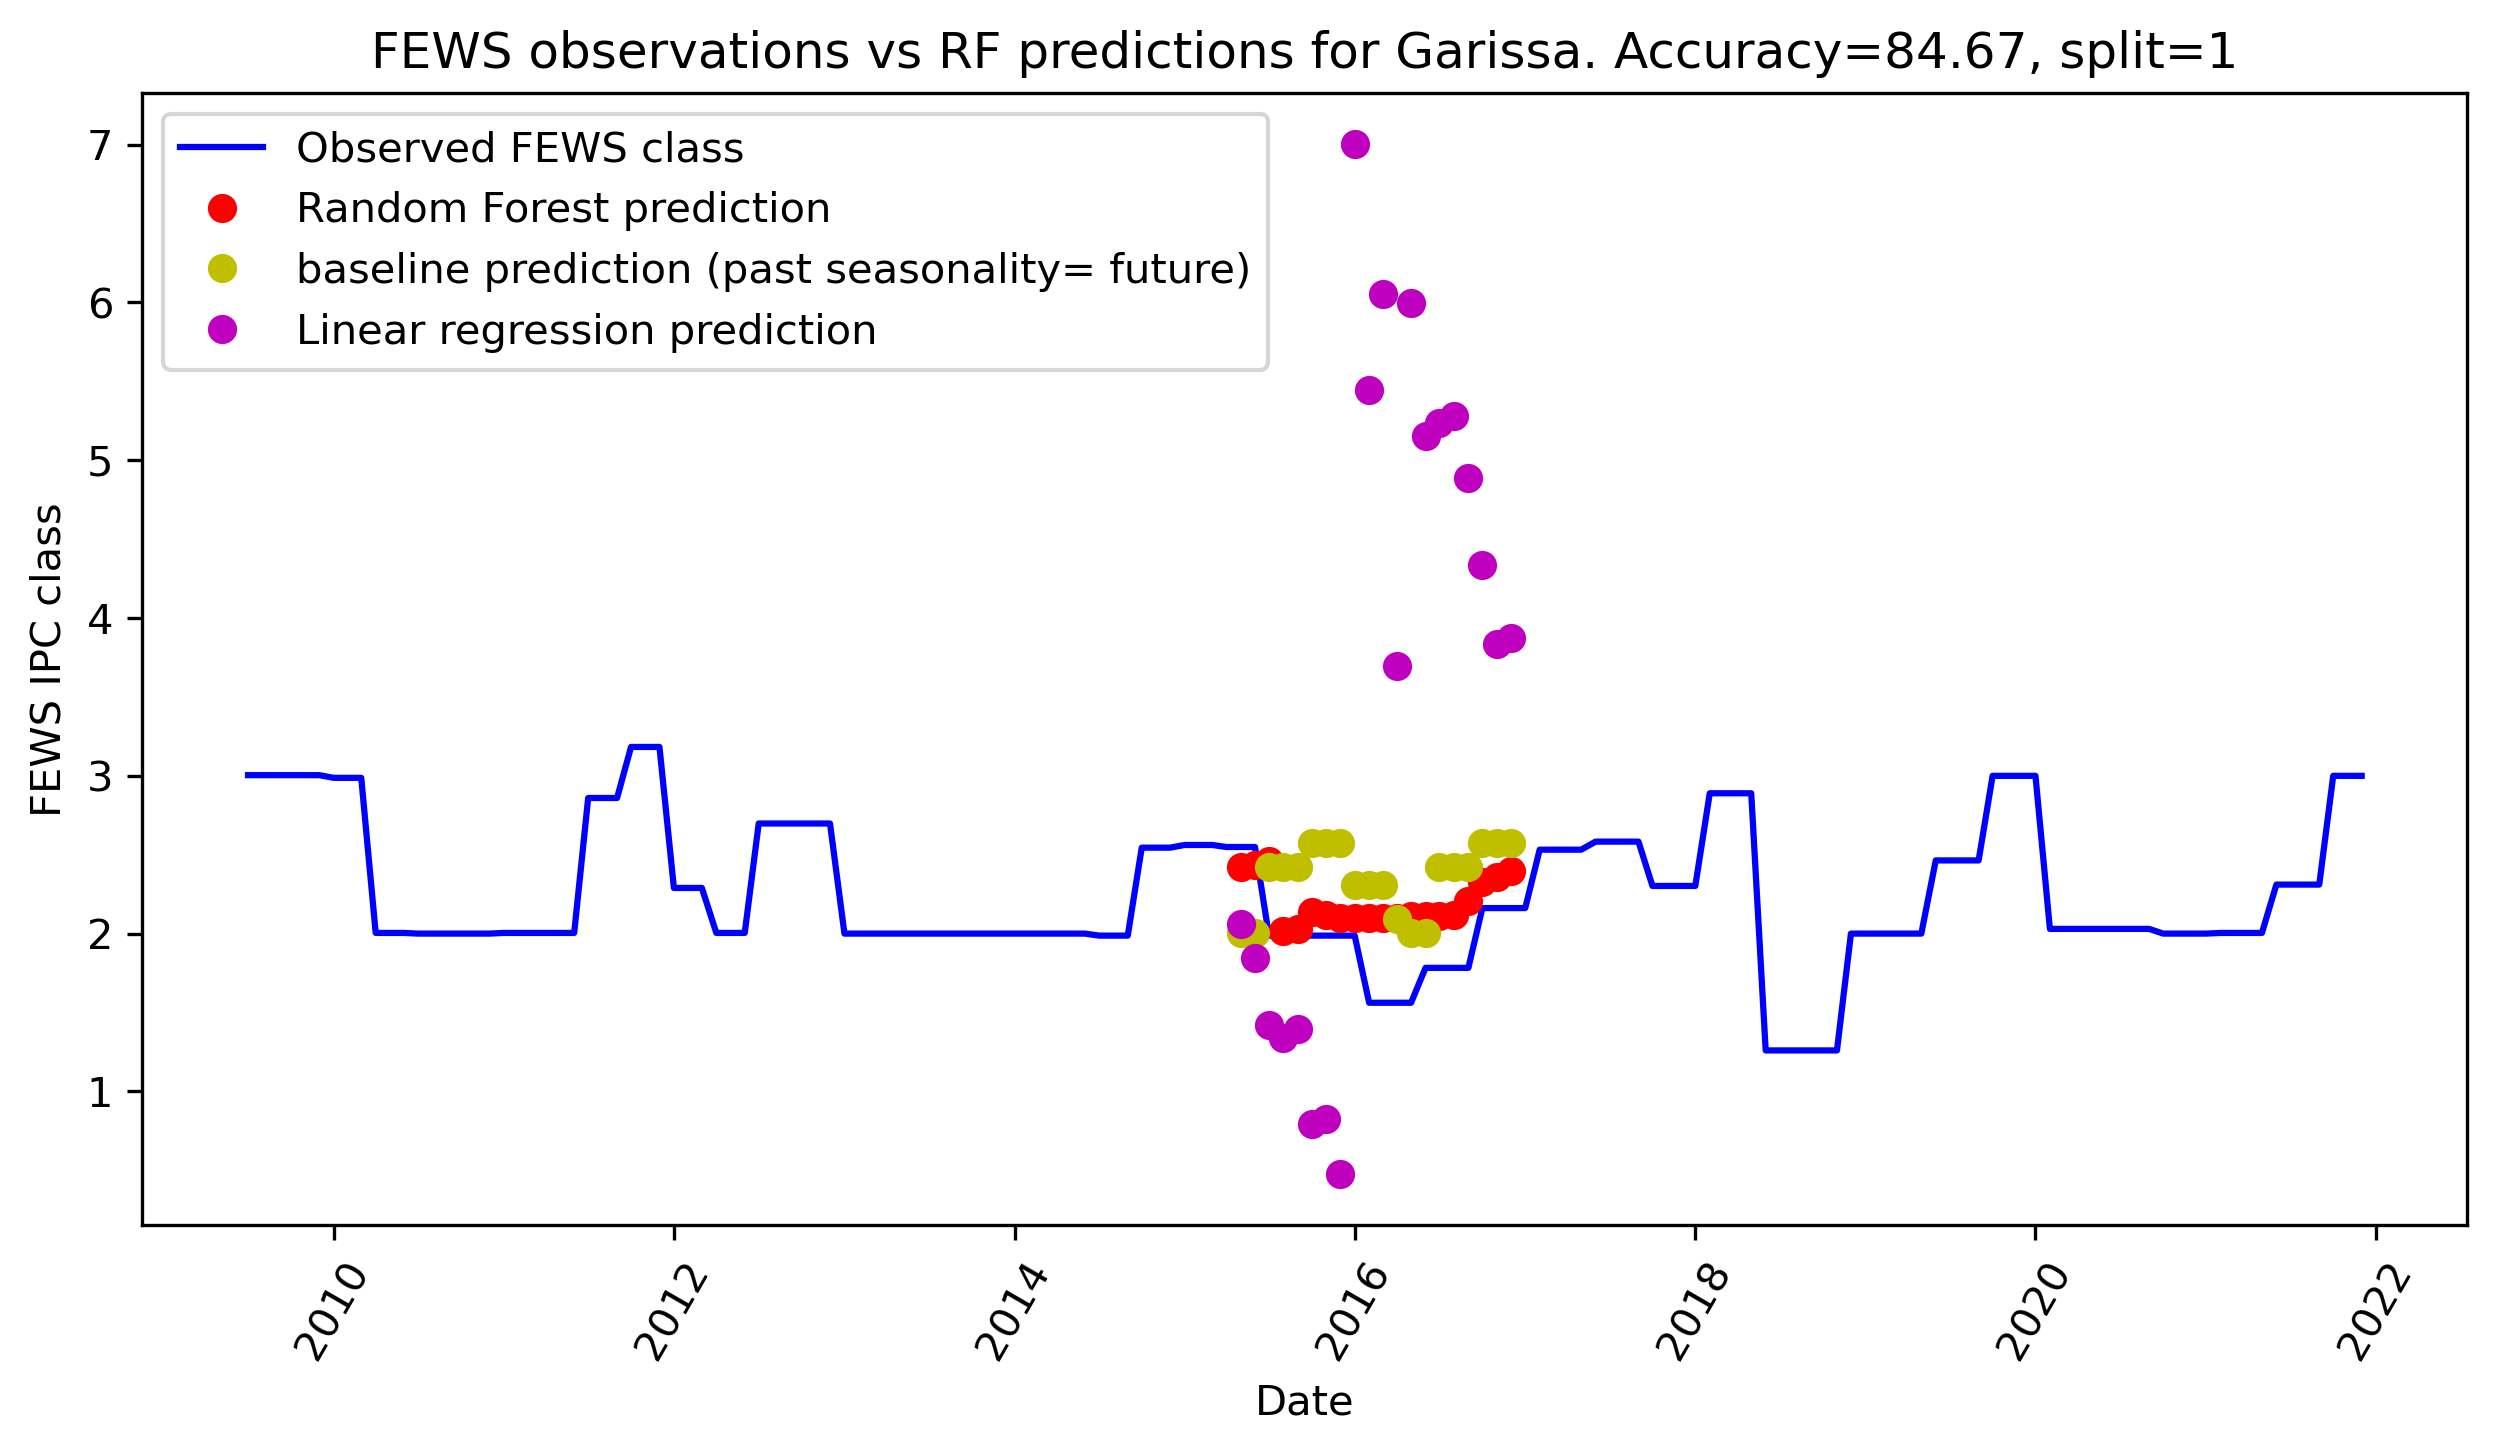 FEWS observations vs RF predictions for Garissa. Accuracy=84.67, split=1
Observed FEWS class
Random Forest prediction
baseline prediction (past seasonality= future)
Linear regression prediction
FEWS IPC class
7
6
5
4
3
2
1
2010
2012
2014
2016
2018
2020
2022
Date